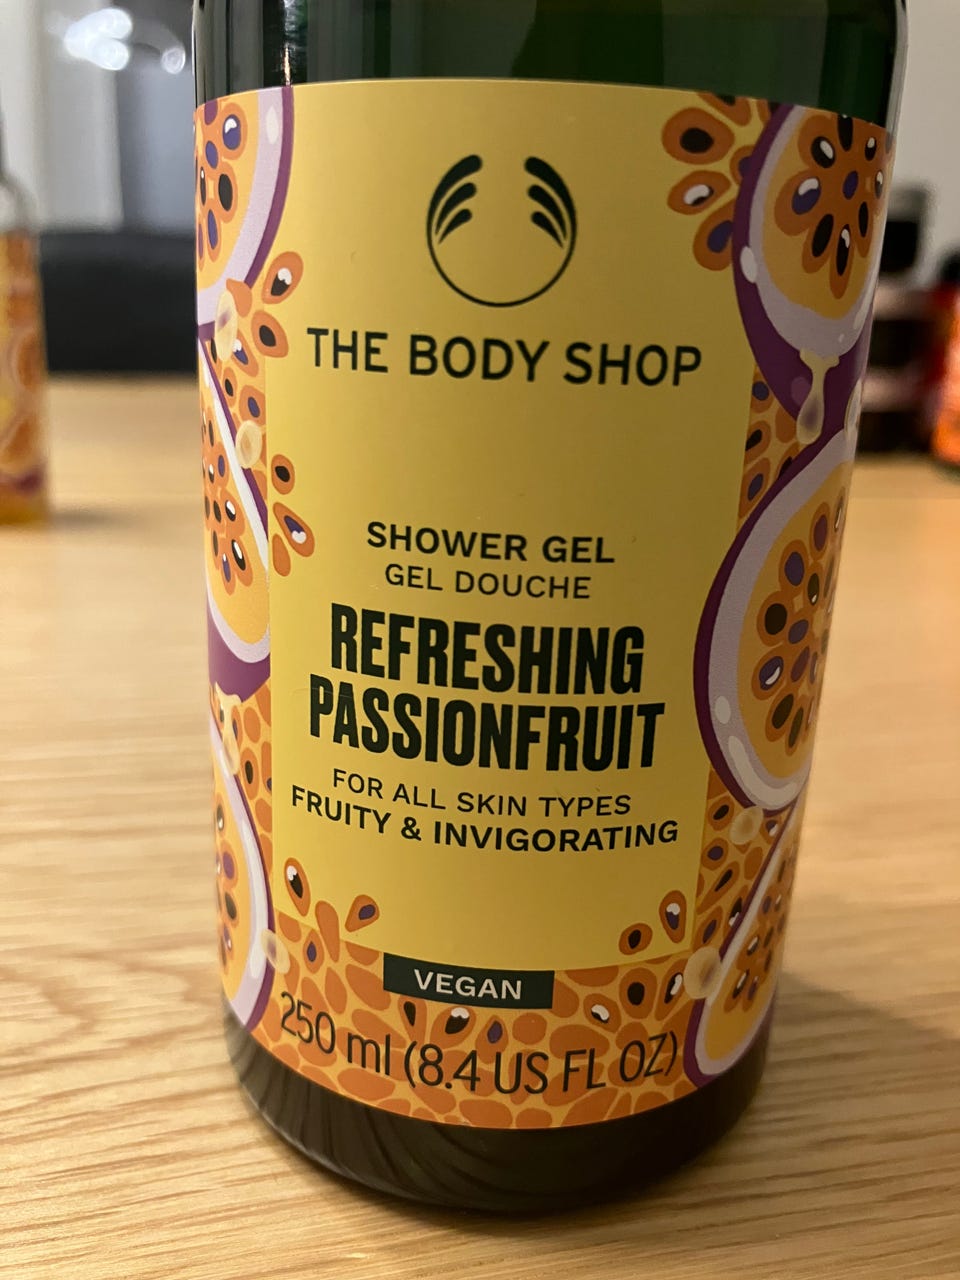 THE BODY SHOP
SHOWER GEL
GEL DOUCHE
REFRESHING
PASSIONFRUIT
FOR ALL SKIN TYPES
FRUITY & INVIGORATING
VEGAN
250 ml (8.4 US FL OZ)